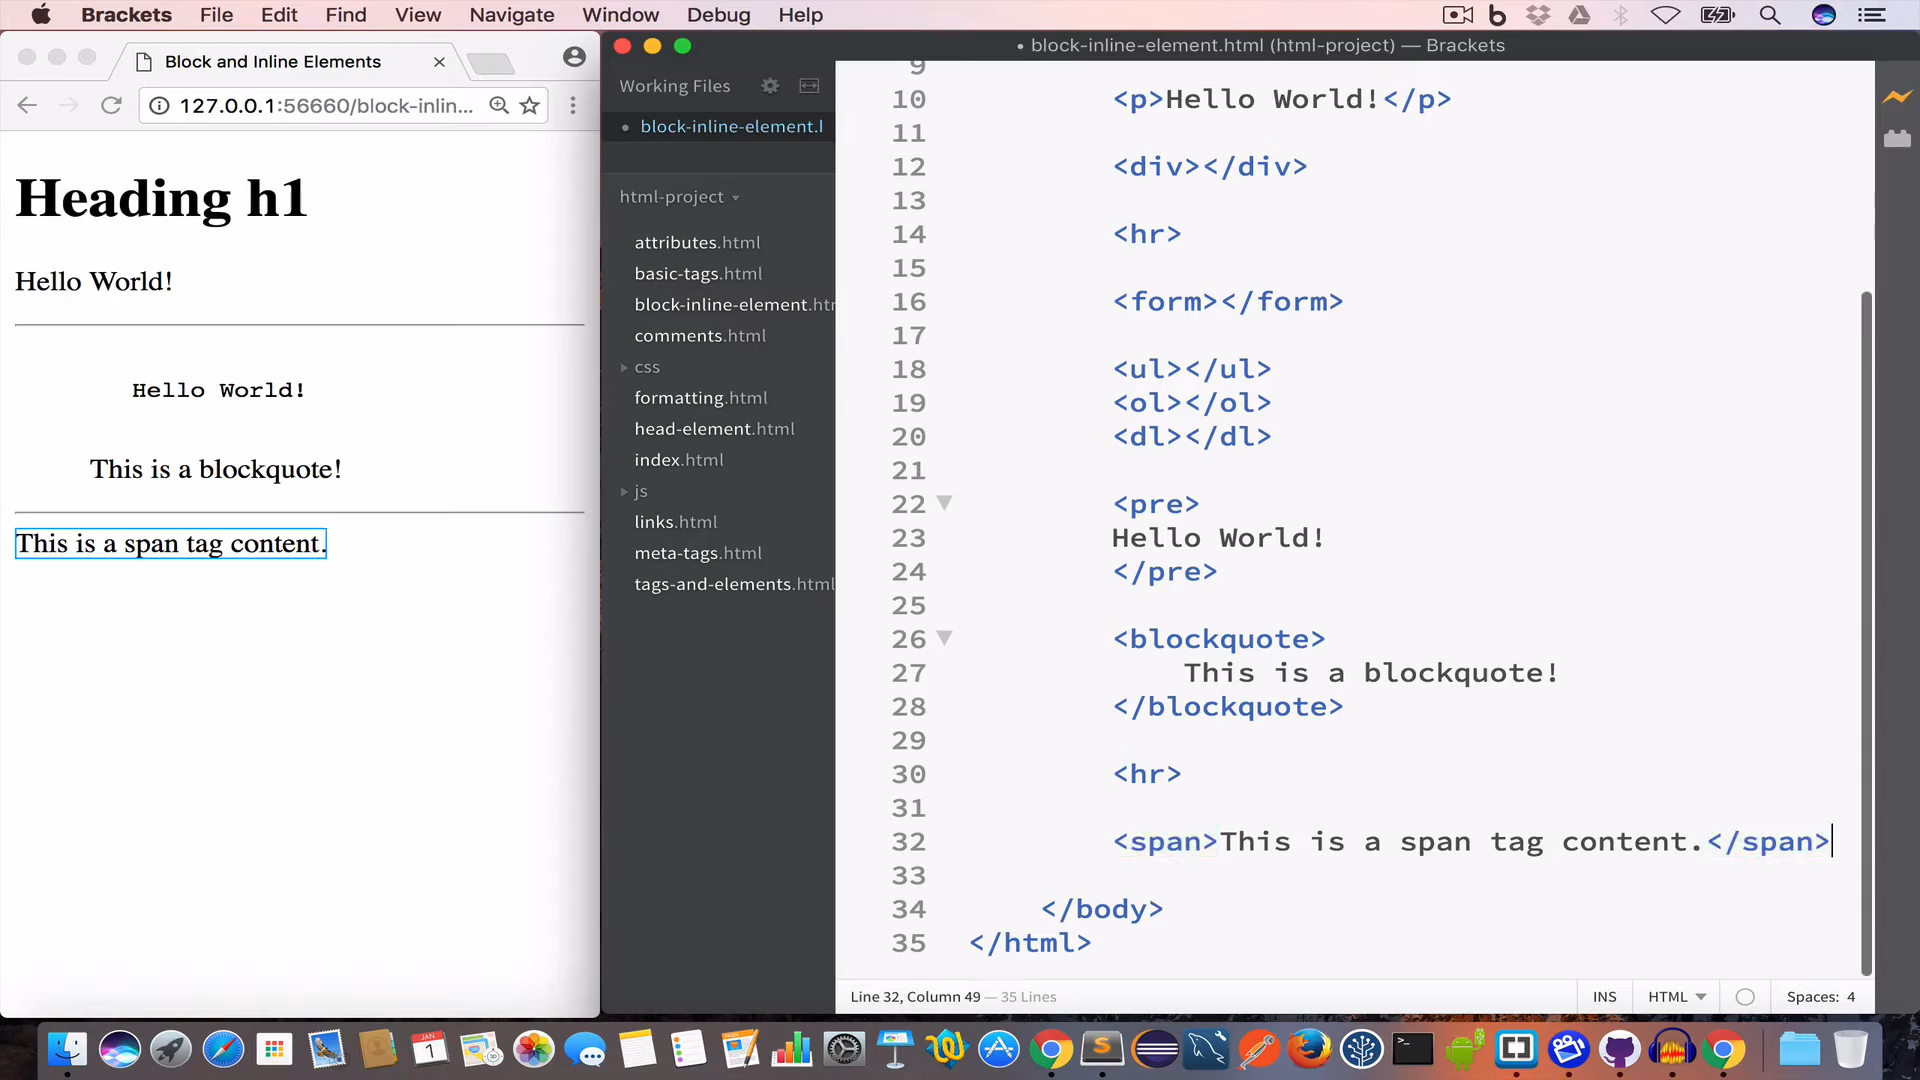 Brackets File Edit Find View Navigate Window Debug Help
Block and Inline Elements
127.0.0.1:56660/block-inlin...
Heading h1
Hello World!
Hello World!
This is a blockquote!
This is a span tag content.
• block-inline-element.html (html-project) — Brackets
Working Files
• block-inline-element.
html-project
attributes.html
basic-tags.html
block-inline-element.htm
comments.html
css
formatting.html
head-element.html
index.html
js
links.html
meta-tags.html
tags-and-elements.html
9
10 <p>Hello World!</p>
11
12 <div></div>
13
14 <hr>
15
16 <form></form>
17
18 <ul></ul>
19 <ol></ol>
20 <dl></dl>
21
22 <pre>
23 Hello World!
24 </pre>
25
26 <blockquote>
27 This is a blockquote!
28 </blockquote>
29
30 <hr>
31
32 <span>This is a span tag content.</span>
33
34 </body>
35 </html>
Line 32, Column 49 — 35 Lines
INS HTML Spaces: 4
JAN
1